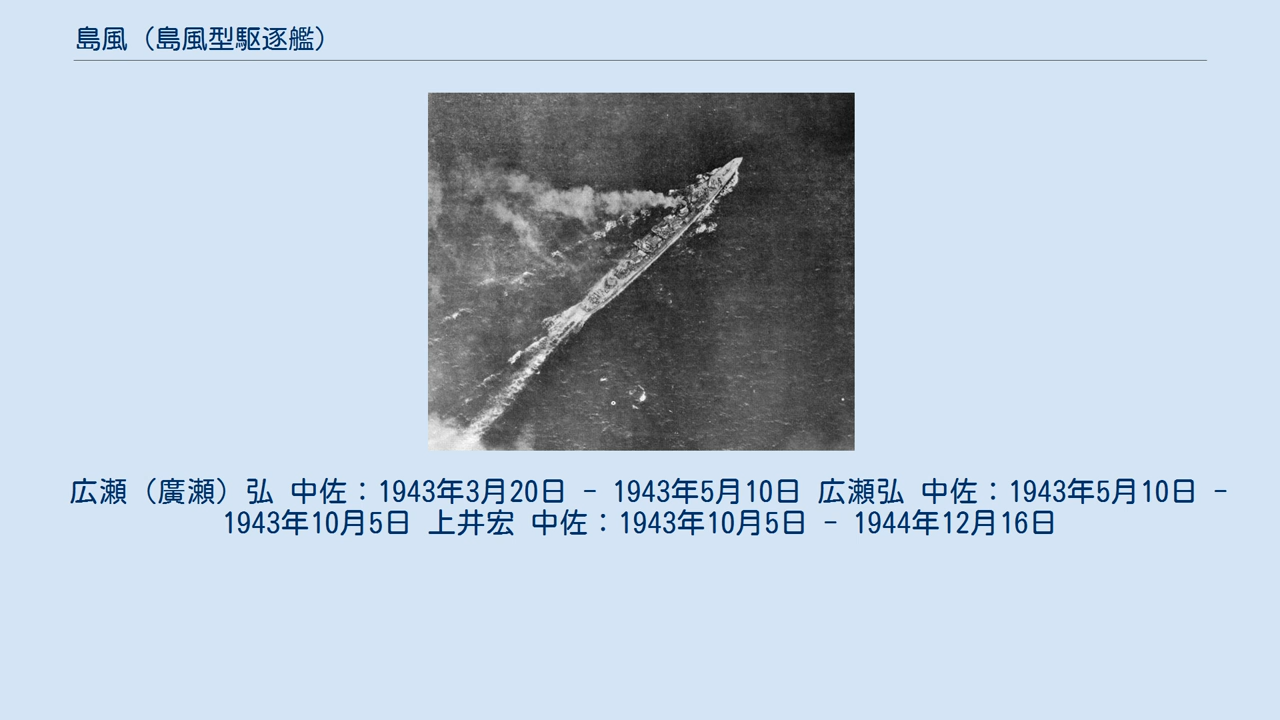 島風（島風型駆逐艦）
広瀬（廣瀬）弘 中佐：1943年3月20日 - 1943年5月10日 広瀬弘 中佐：1943年5月10日 -
1943年10月5日 上井宏 中佐：1943年10月5日 - 1944年12月16日